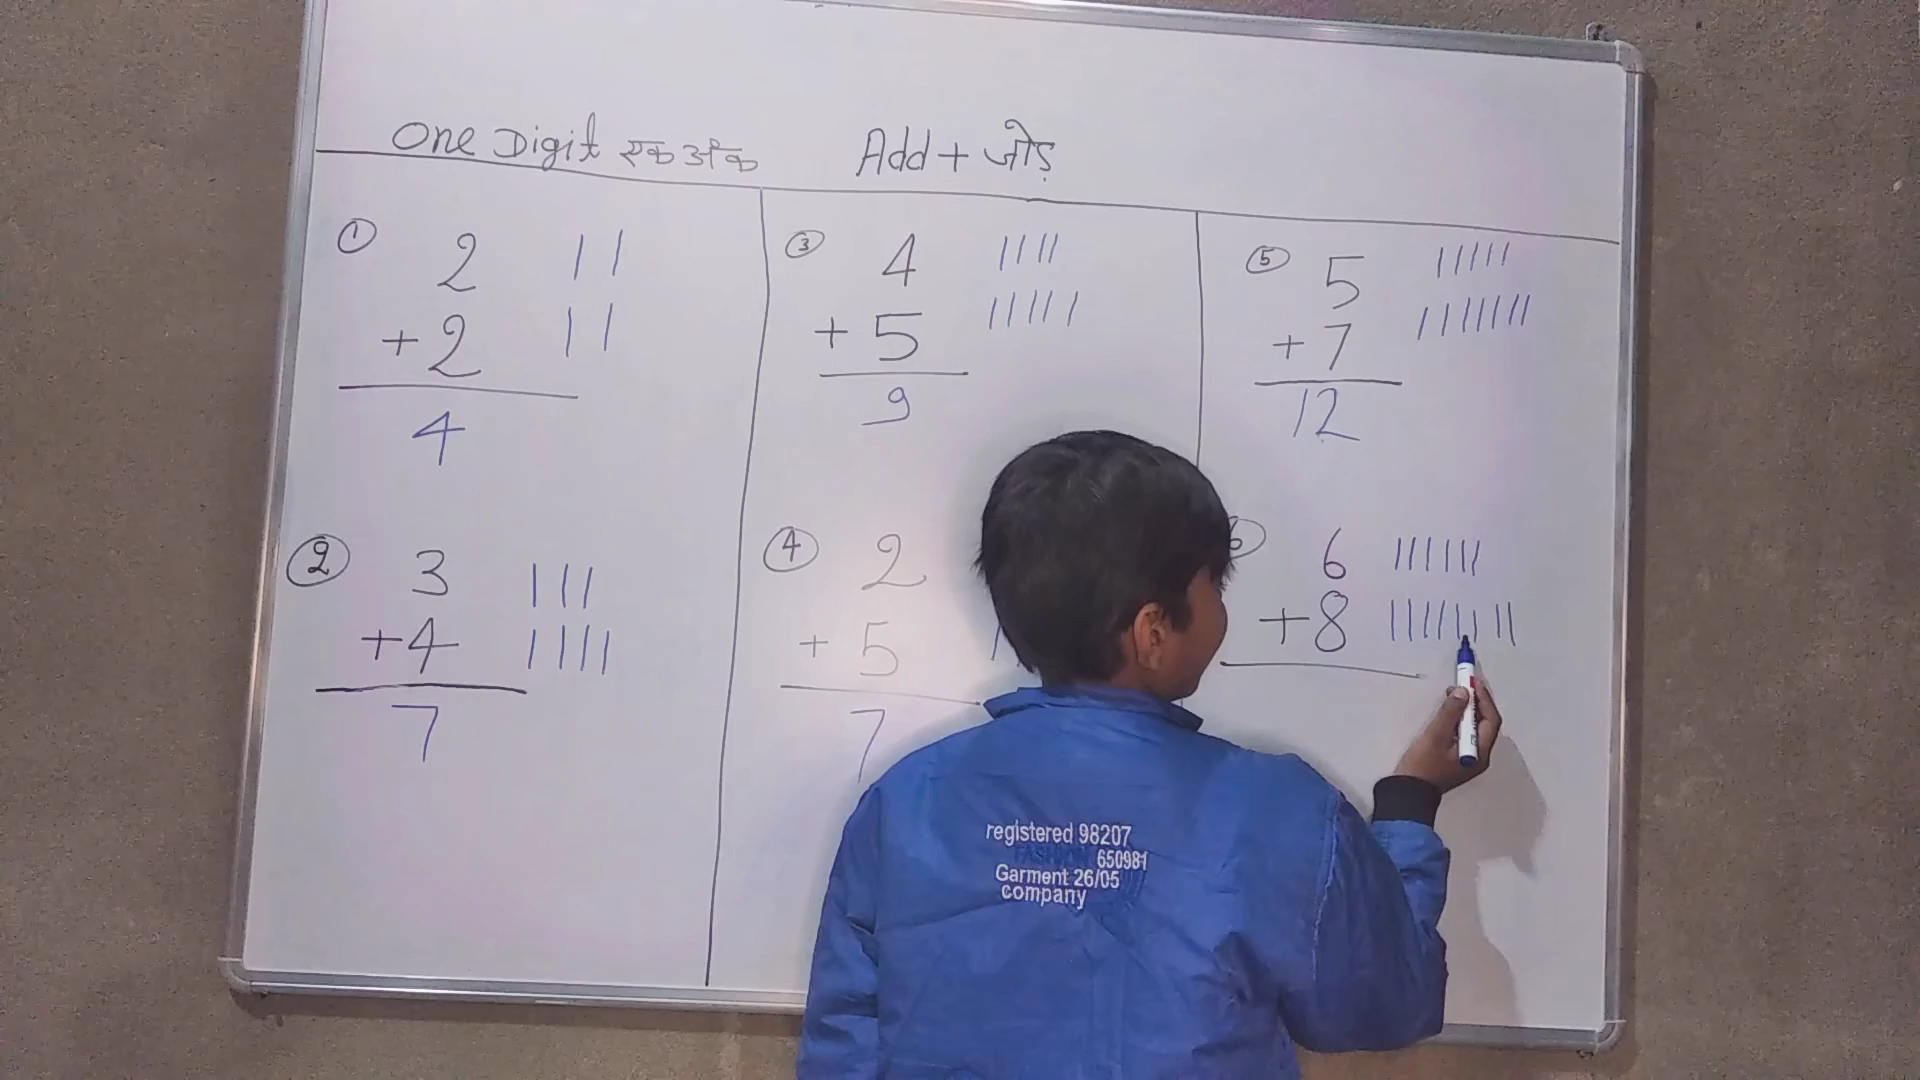 One Digit एक अंक Add + जोड़
① 2 | |
+ 2 | |
4
② 3 | | |
+ 4 | | | |
7
③ 4 | | | |
+ 5 | | | | |
9
④ 2
+ 5 |
7
⑤ 5 | | | | |
+ 7 | | | | | | |
12
6 6 | | | | | |
+ 8 | | | | | | | |
registered 98207
FASHION 650981
Garment 26/05
company